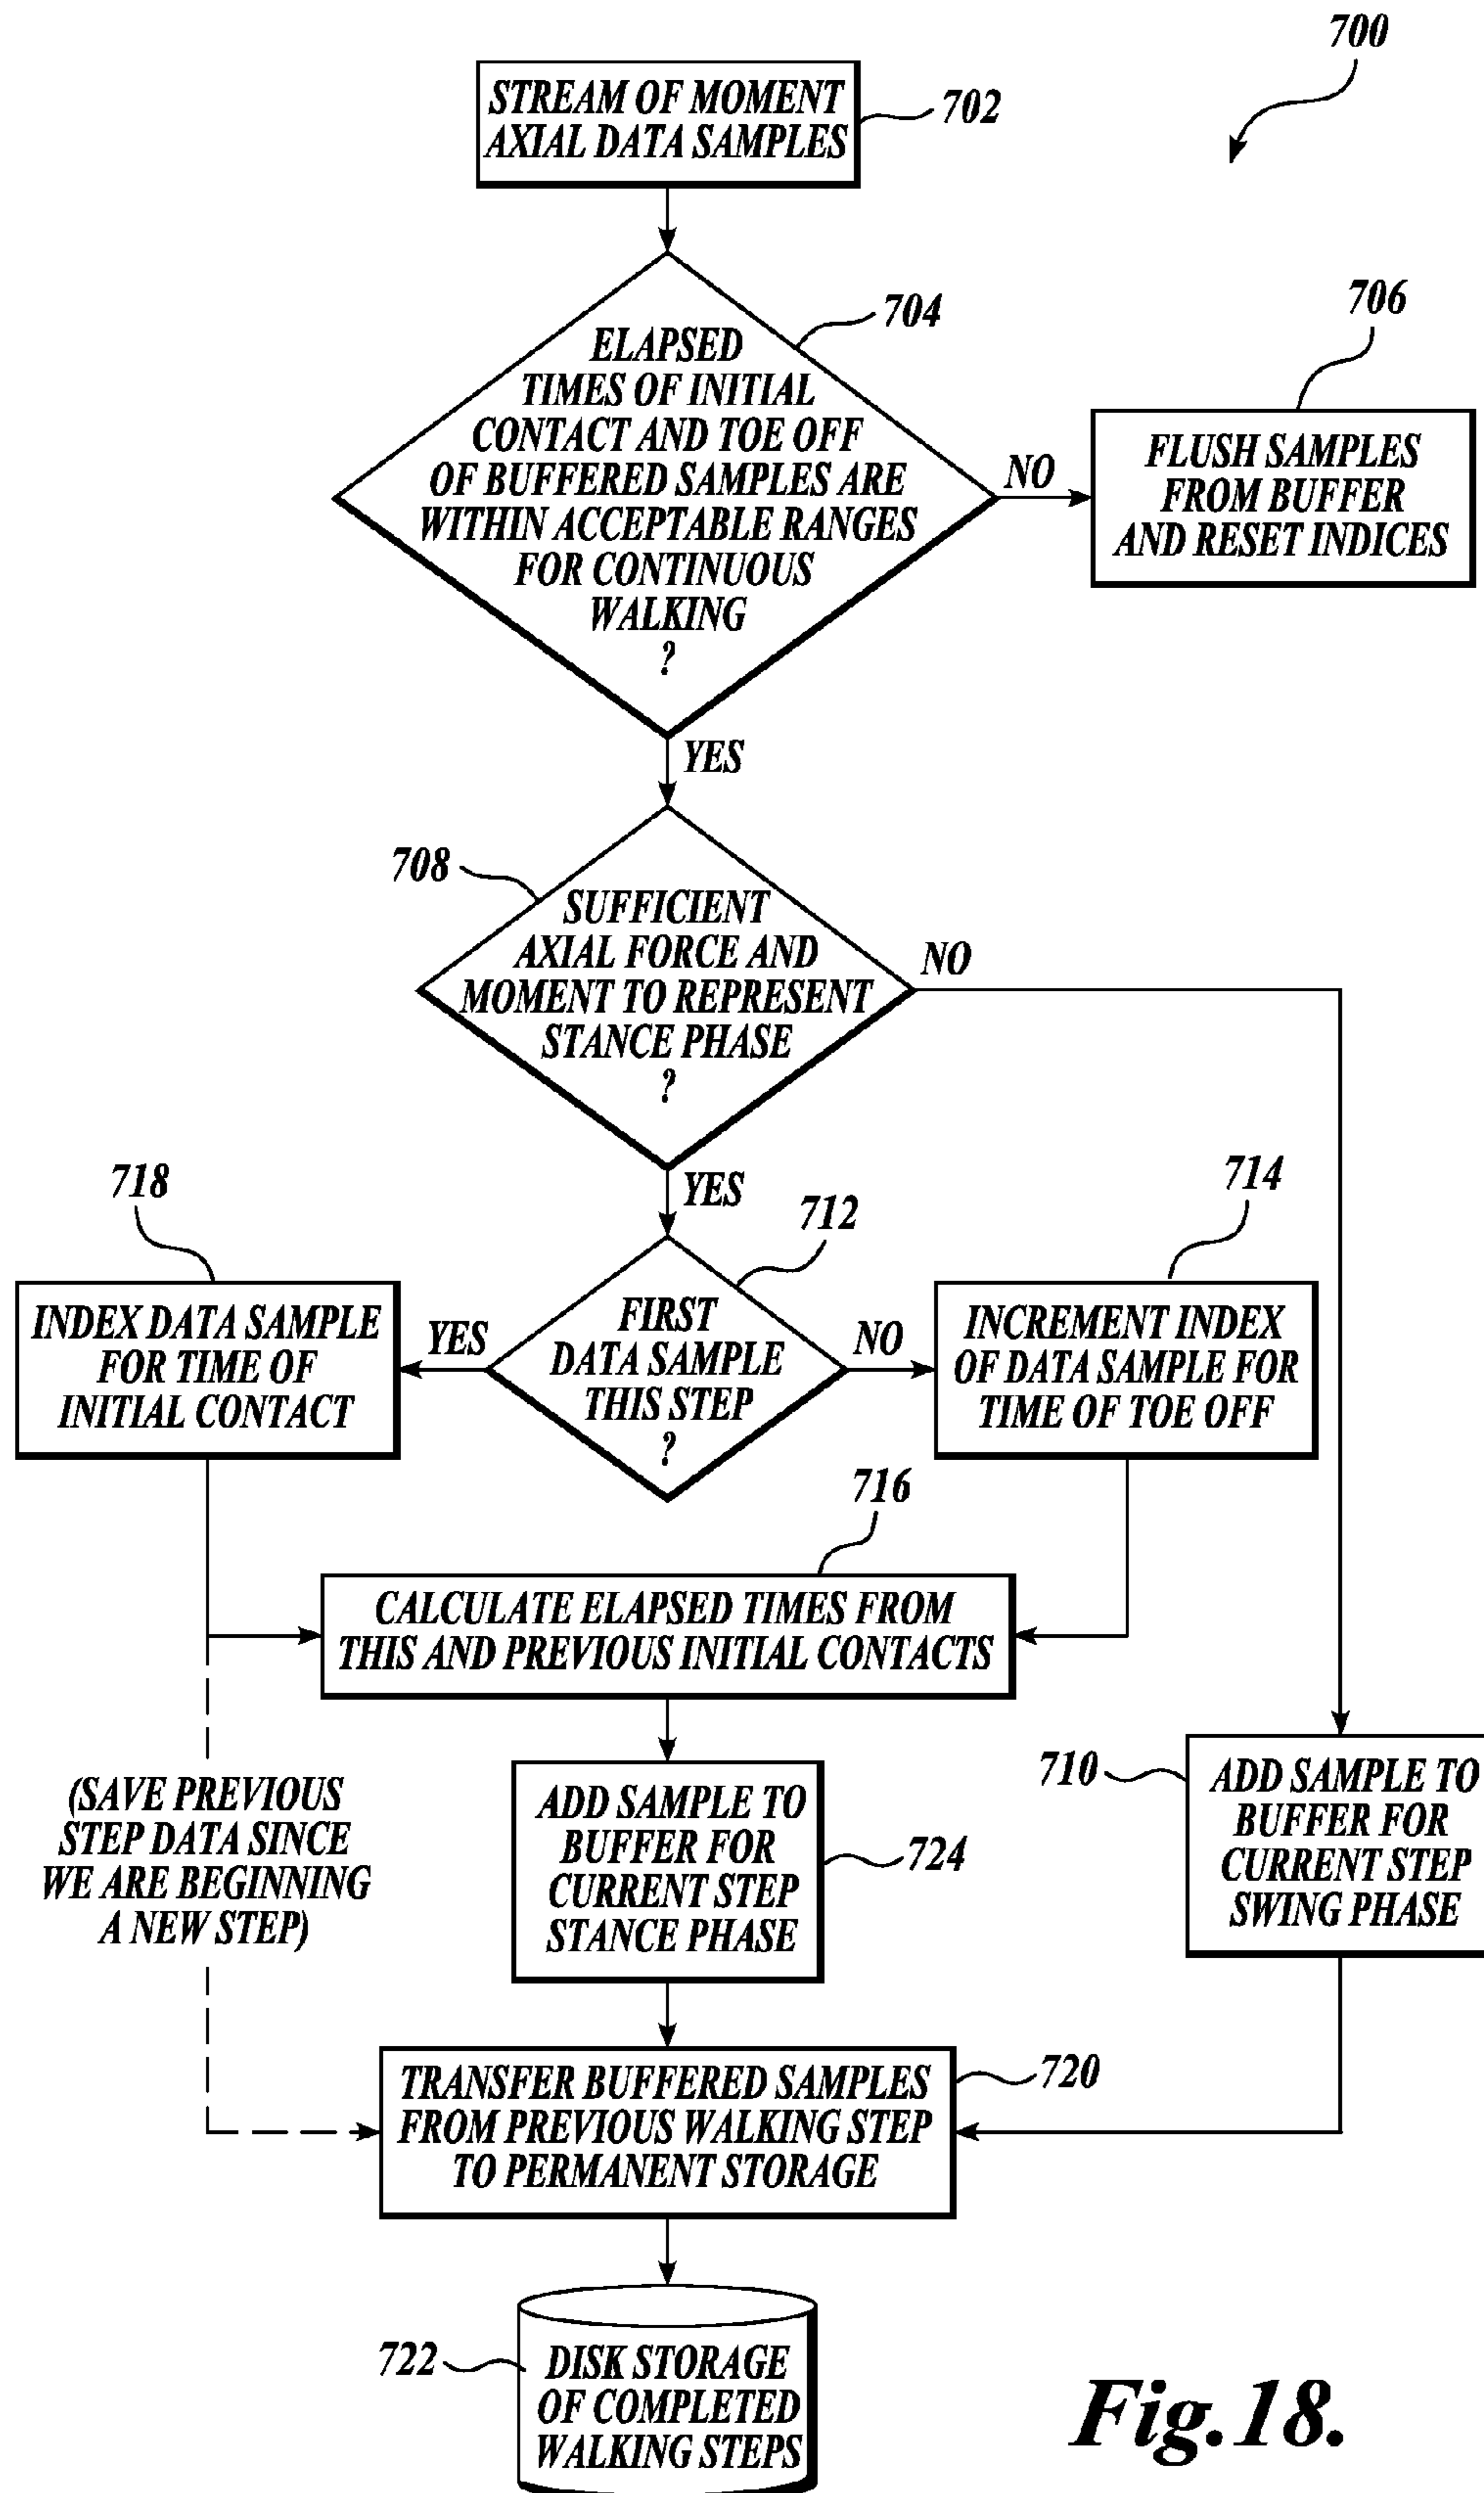 700
STREAM OF MOMENT
AXIAL DATA SAMPLES
702
704
ELAPSED
TIMES OF INITIAL
CONTACT AND TOE OFF
OF BUFFERED SAMPLES ARE
WITHIN ACCEPTABLE RANGES
FOR CONTINUOUS
WALKING
?
NO
706
FLUSH SAMPLES
FROM BUFFER
AND RESET INDICES
YES
708
SUFFICIENT
AXIAL FORCE AND
MOMENT TO REPRESENT
STANCE PHASE
?
NO
YES
712
718
INDEX DATA SAMPLE
FOR TIME OF
INITIAL CONTACT
YES
FIRST
DATA SAMPLE
THIS STEP
?
NO
714
INCREMENT INDEX
OF DATA SAMPLE FOR
TIME OF TOE OFF
716
CALCULATE ELAPSED TIMES FROM
THIS AND PREVIOUS INITIAL CONTACTS
(SAVE PREVIOUS
STEP DATA SINCE
WE ARE BEGINNING
A NEW STEP)
ADD SAMPLE TO
BUFFER FOR
CURRENT STEP
STANCE PHASE
724
710
ADD SAMPLE TO
BUFFER FOR
CURRENT STEP
SWING PHASE
TRANSFER BUFFERED SAMPLES
FROM PREVIOUS WALKING STEP
TO PERMANENT STORAGE
720
722
DISK STORAGE
OF COMPLETED
WALKING STEPS
Fig.18.